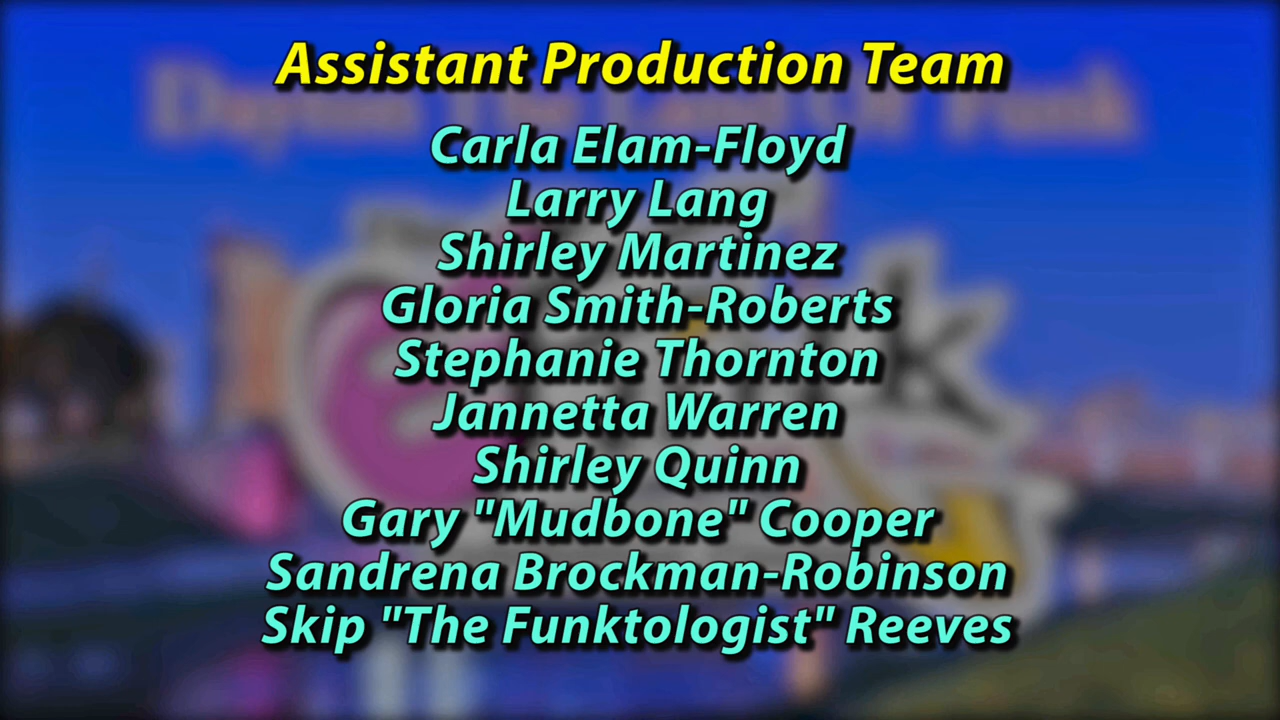 Assistant Production Team
Carla Elam-Floyd
Larry Lang
Shirley Martinez
Gloria Smith-Roberts
Stephanie Thornton
Jannetta Warren
Shirley Quinn
Gary "Mudbone" Cooper
Sandrena Brockman-Robinson
Skip "The Funktologist" Reeves